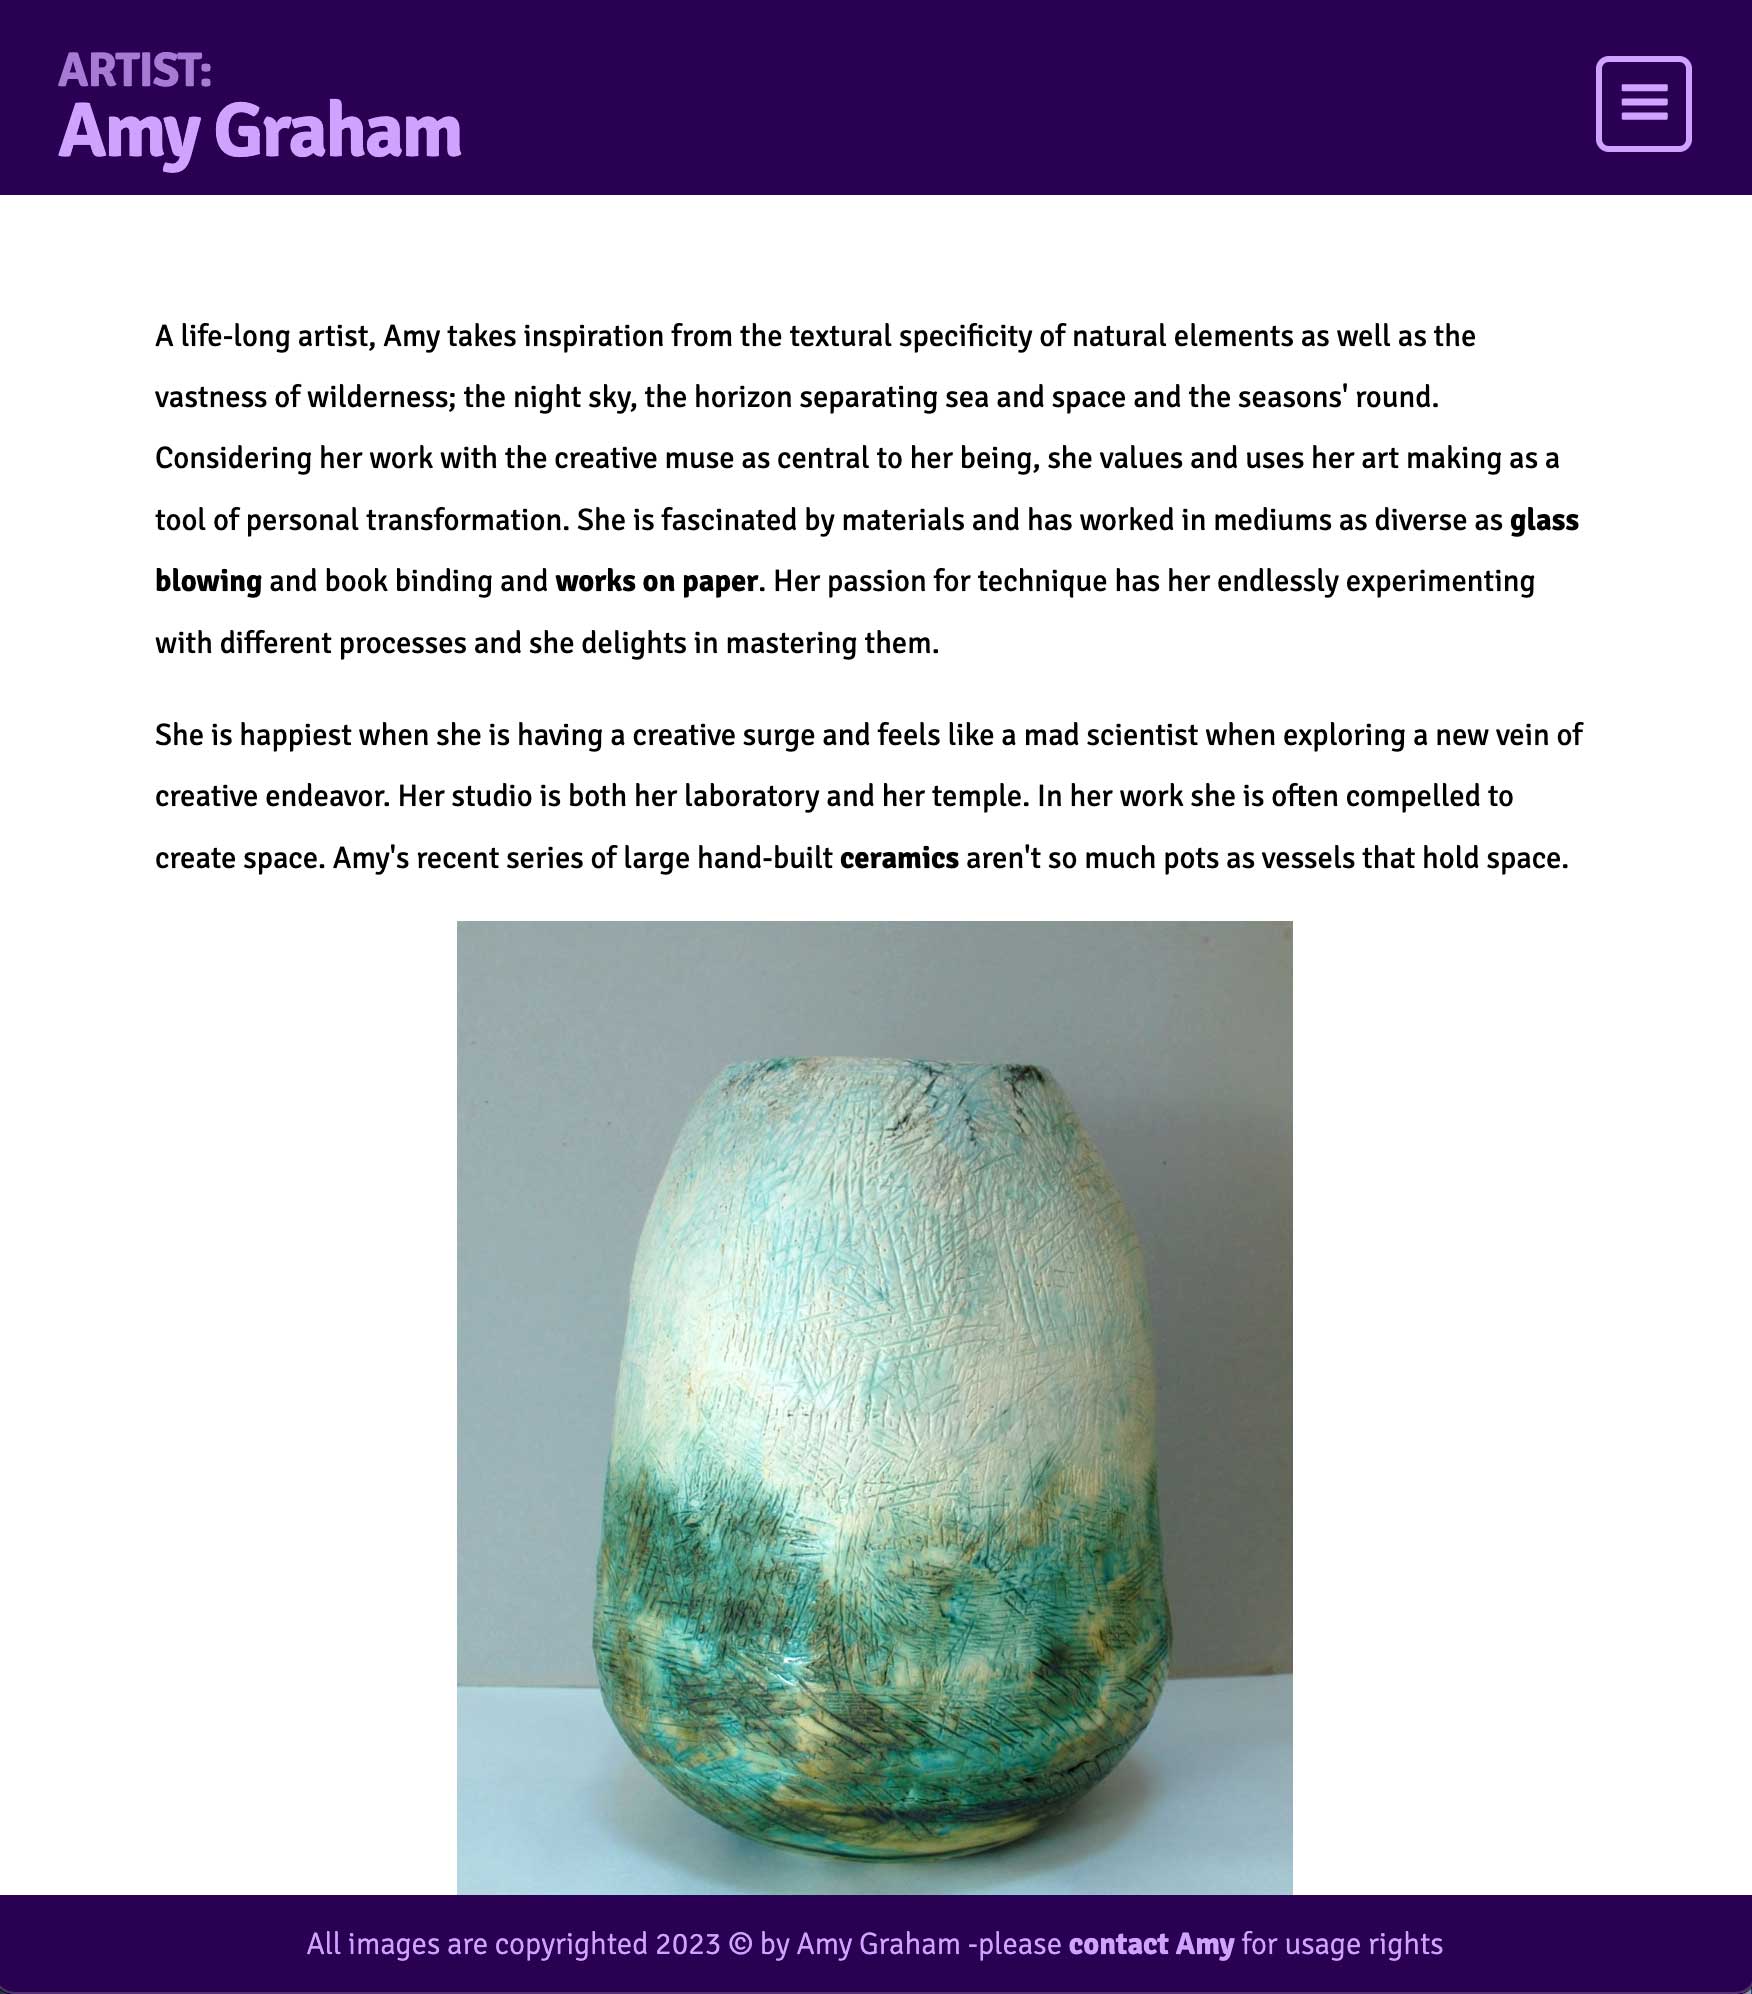 ARTIST:
Amy Graham
A life-long artist, Amy takes inspiration from the textural specificity of natural elements as well as the
vastness of wilderness; the night sky, the horizon separating sea and space and the seasons' round.
Considering her work with the creative muse as central to her being, she values and uses her art making as a
tool of personal transformation. She is fascinated by materials and has worked in mediums as diverse as glass
blowing and book binding and works on paper. Her passion for technique has her endlessly experimenting
with different processes and she delights in mastering them.
She is happiest when she is having a creative surge and feels like a mad scientist when exploring a new vein of
creative endeavor. Her studio is both her laboratory and her temple. In her work she is often compelled to
create space. Amy's recent series of large hand-built ceramics aren't so much pots as vessels that hold space.
All images are copyrighted 2023 © by Amy Graham -please contact Amy for usage rights